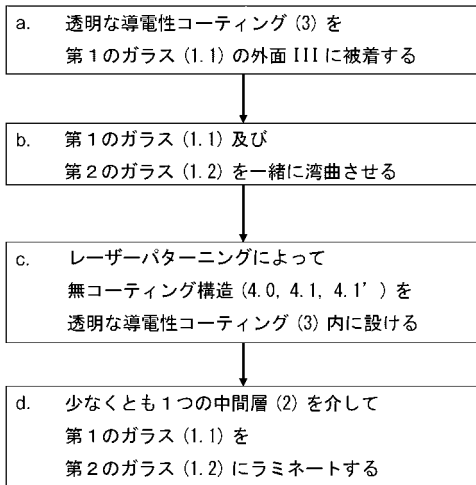 a. 透明な導電性コーティング (3) を
第1のガラス (1.1) の外面 III に被着する
b. 第1のガラス (1.1) 及び
第2のガラス (1.2) を一緒に湾曲させる
c. レーザーパターニングによって
無コーティング構造 (4.0, 4.1, 4.1') を
透明な導電性コーティング (3) 内に設ける
d. 少なくとも1つの中間層 (2) を介して
第1のガラス (1.1) を
第2のガラス (1.2) にラミネートする